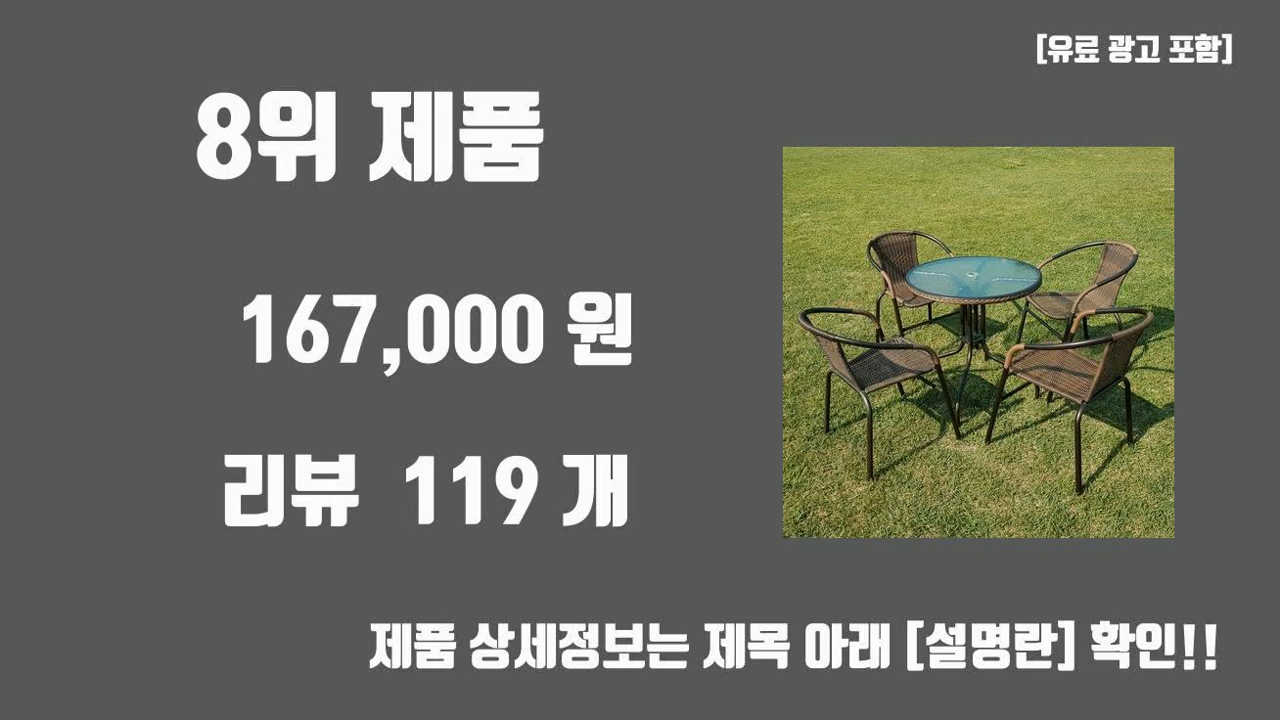 [유료 광고 포함]
8위 제품
167,000 원
리뷰 119 개
제품 상세정보는 제목 아래 [설명란] 확인!!